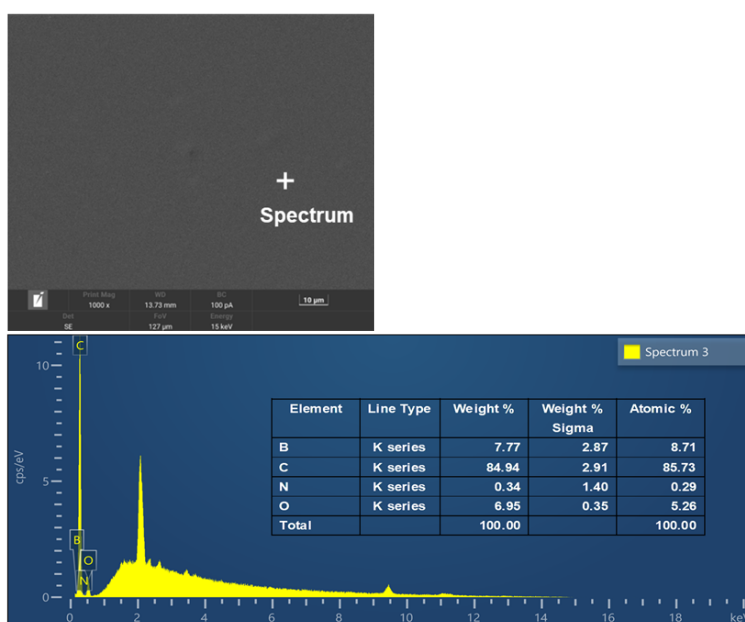 Spectrum
Print Mag WD BC
1000 x 13.73 mm 100 pA 10 µm
Det FoV Energy
SE 127 µm 15 keV
C
10
Spectrum 3
Element Line Type Weight % Weight % Sigma Atomic %
B K series 7.77 2.87 8.71
C K series 84.94 2.91 85.73
N K series 0.34 1.40 0.29
O K series 6.95 0.35 5.26
Total 100.00 100.00
cps/eV
5
B
O
N
0
0 2 4 6 8 10 12 14 16 18 keV